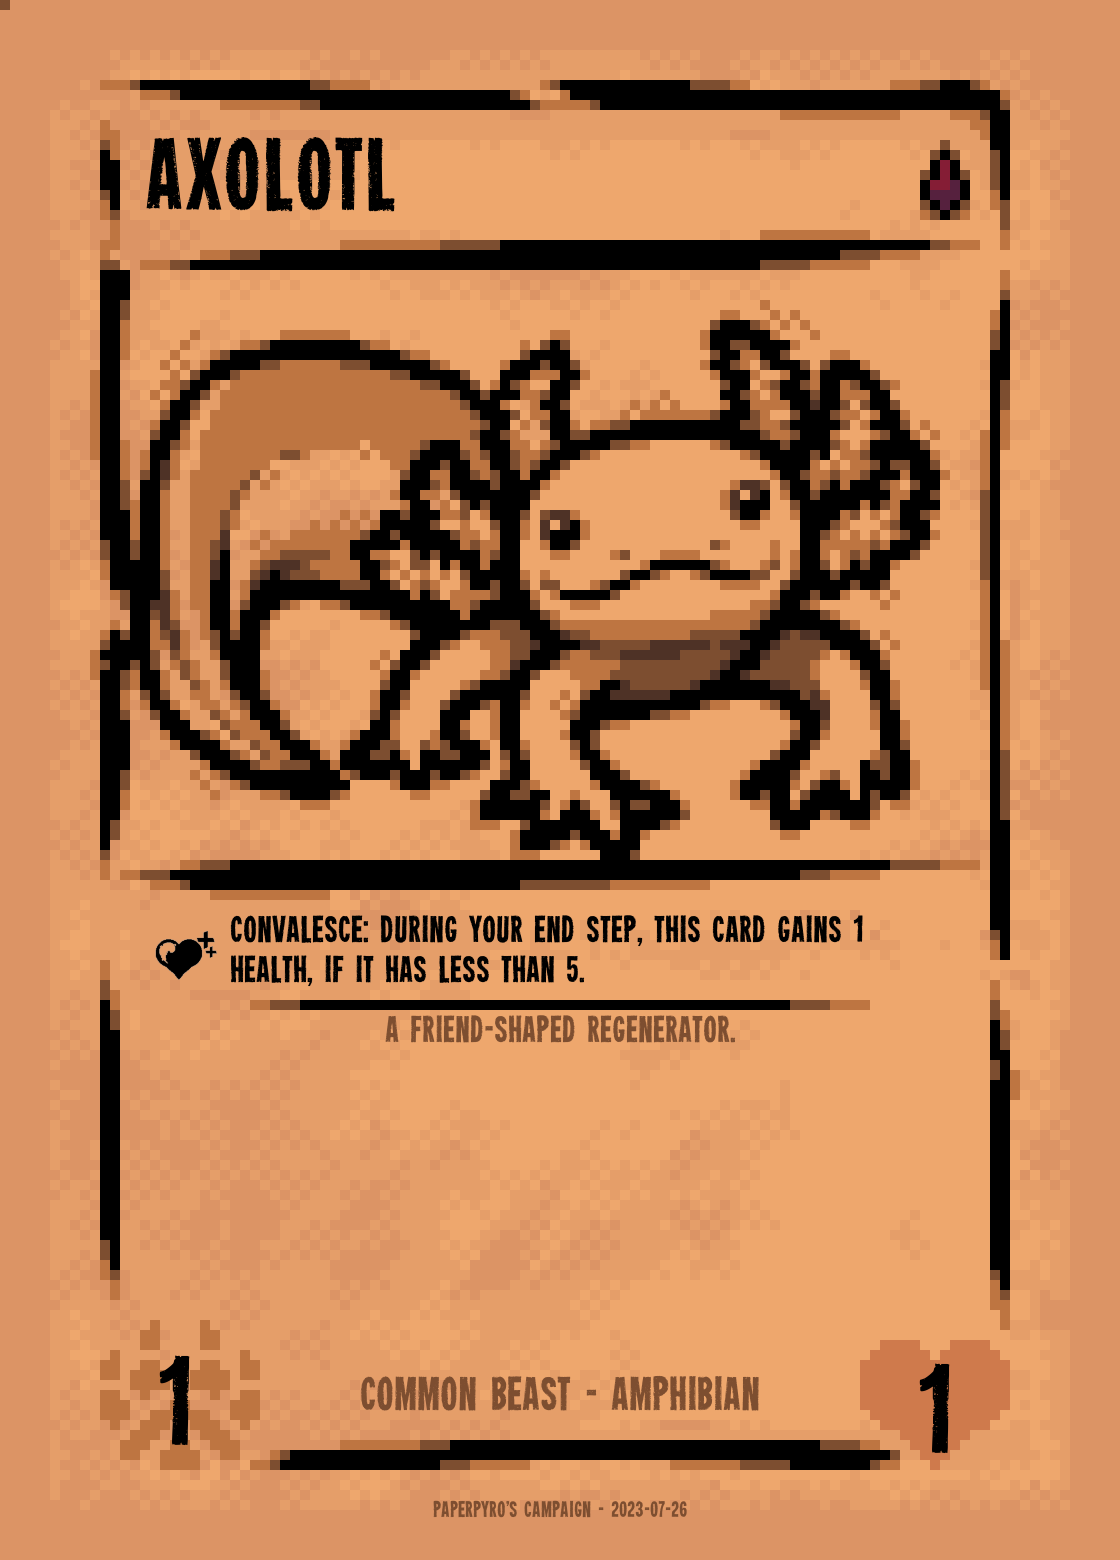 AXOLOTL
CONVALESCE: DURING YOUR END STEP, THIS CARD GAINS 1
HEALTH, IF IT HAS LESS THAN 5.
A FRIEND-SHAPED REGENERATOR.
1
COMMON BEAST - AMPHIBIAN
1
PAPERPYRO'S CAMPAIGN - 2023-07-26